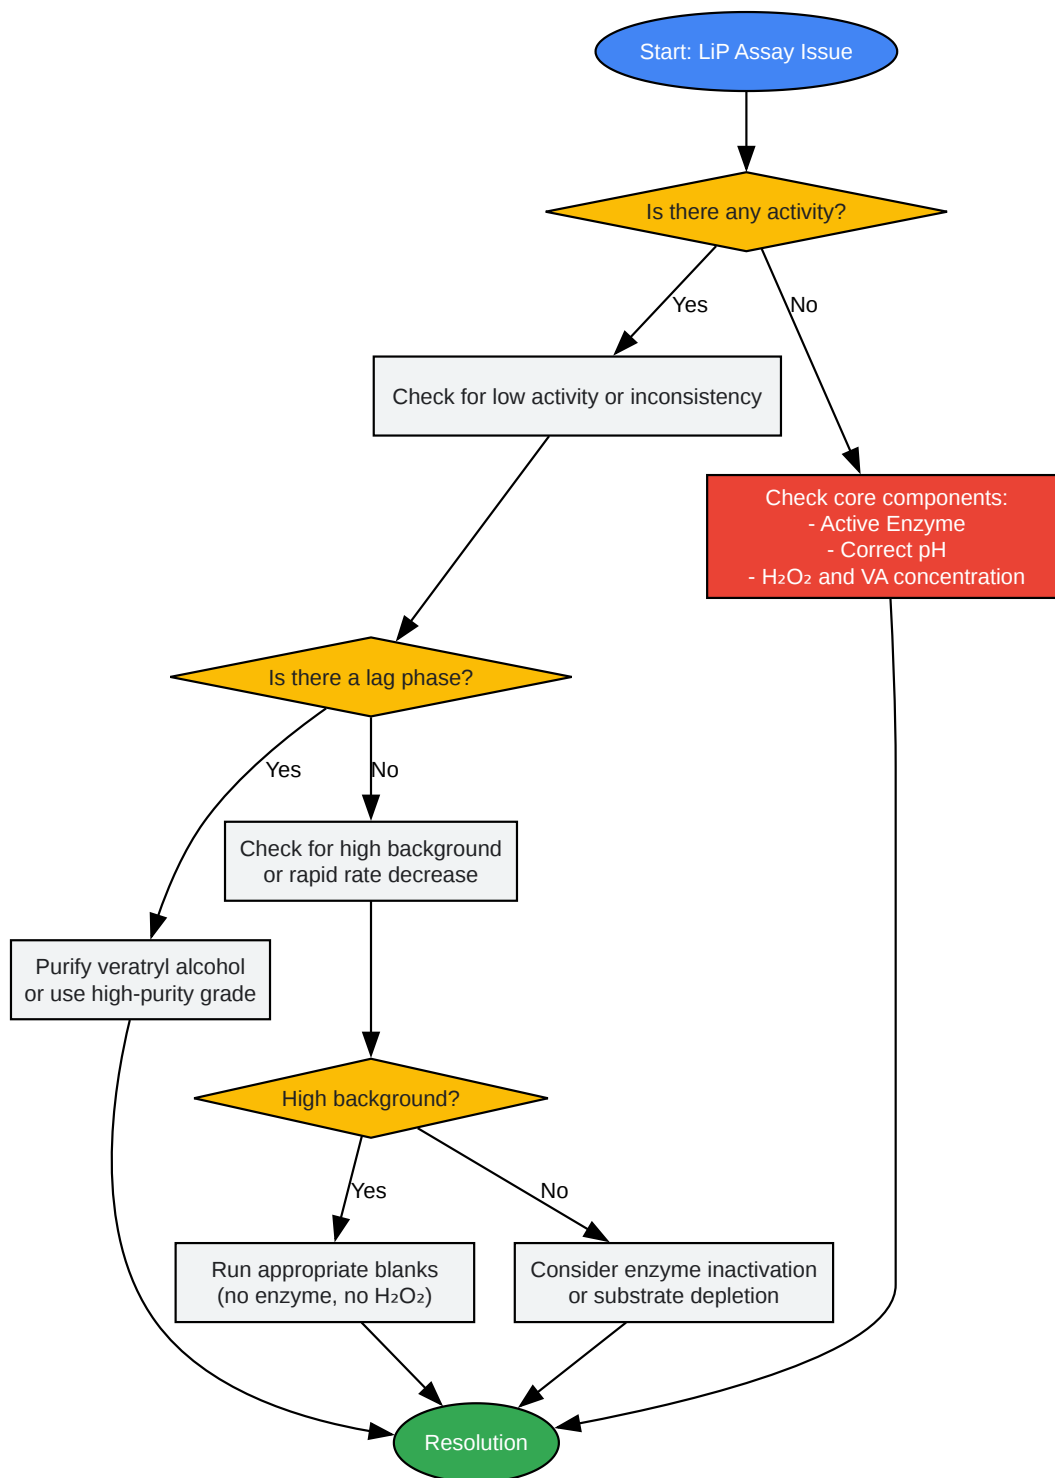 Start: LiP Assay Issue
Is there any activity?
Yes
No
Check for low activity or inconsistency
Check core components:
- Active Enzyme
- Correct pH
- H₂O₂ and VA concentration
Is there a lag phase?
Yes
No
Check for high background
or rapid rate decrease
Purify veratryl alcohol
or use high-purity grade
High background?
Yes
No
Run appropriate blanks
(no enzyme, no H₂O₂)
Consider enzyme inactivation
or substrate depletion
Resolution